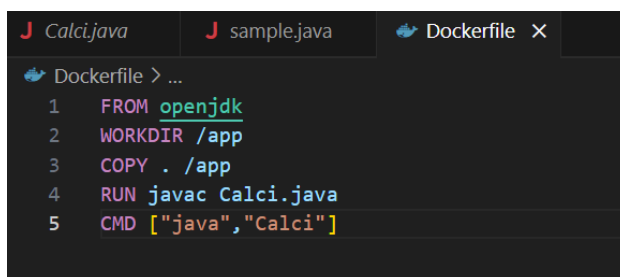 J Calci.java J sample.java Dockerfile ×
Dockerfile > ...
1 FROM openjdk
2 WORKDIR /app
3 COPY . /app
4 RUN javac Calci.java
5 CMD ["java","Calci"]